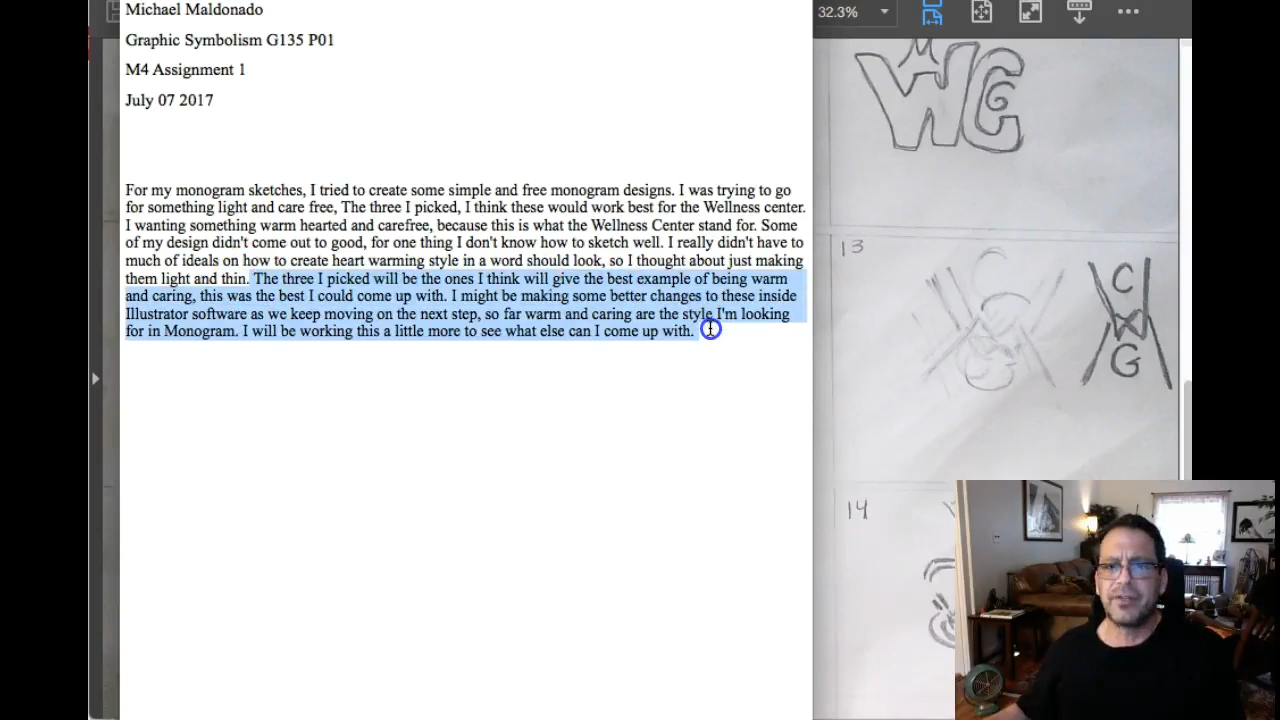 Michael Maldonado
Graphic Symbolism G135 P01
M4 Assignment 1
July 07 2017
For my monogram sketches, I tried to create some simple and free monogram designs. I was trying to go
for something light and care free, The three I picked, I think these would work best for the Wellness center.
I wanting something warm hearted and carefree, because this is what the Wellness Center stand for. Some
of my design didn't come out to good, for one thing I don't know how to sketch well. I really didn't have to
much of ideals on how to create heart warming style in a word should look, so I thought about just making
them light and thin. The three I picked will be the ones I think will give the best example of being warm
and caring, this was the best I could come up with. I might be making some better changes to these inside
Illustrator software as we keep moving on the next step, so far warm and caring are the style I'm looking
for in Monogram. I will be working this a little more to see what else can I come up with.
32.3%
WG
13
C
W
G
14